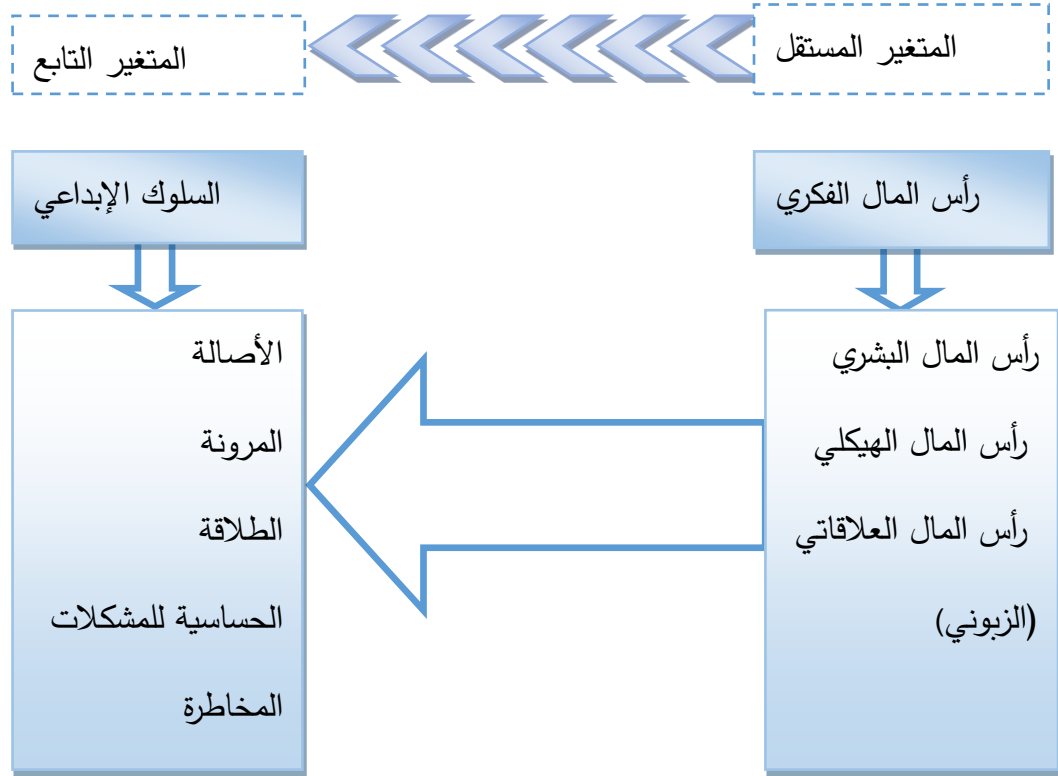 المتغير المستقل
المتغير التابع
رأس المال الفكري
السلوك الإبداعي
رأس المال البشري
رأس المال الهيكلي
رأس المال العلاقاتي
(الزبوني)
الأصالة
المرونة
الطلاقة
الحساسية للمشكلات
المخاطرة